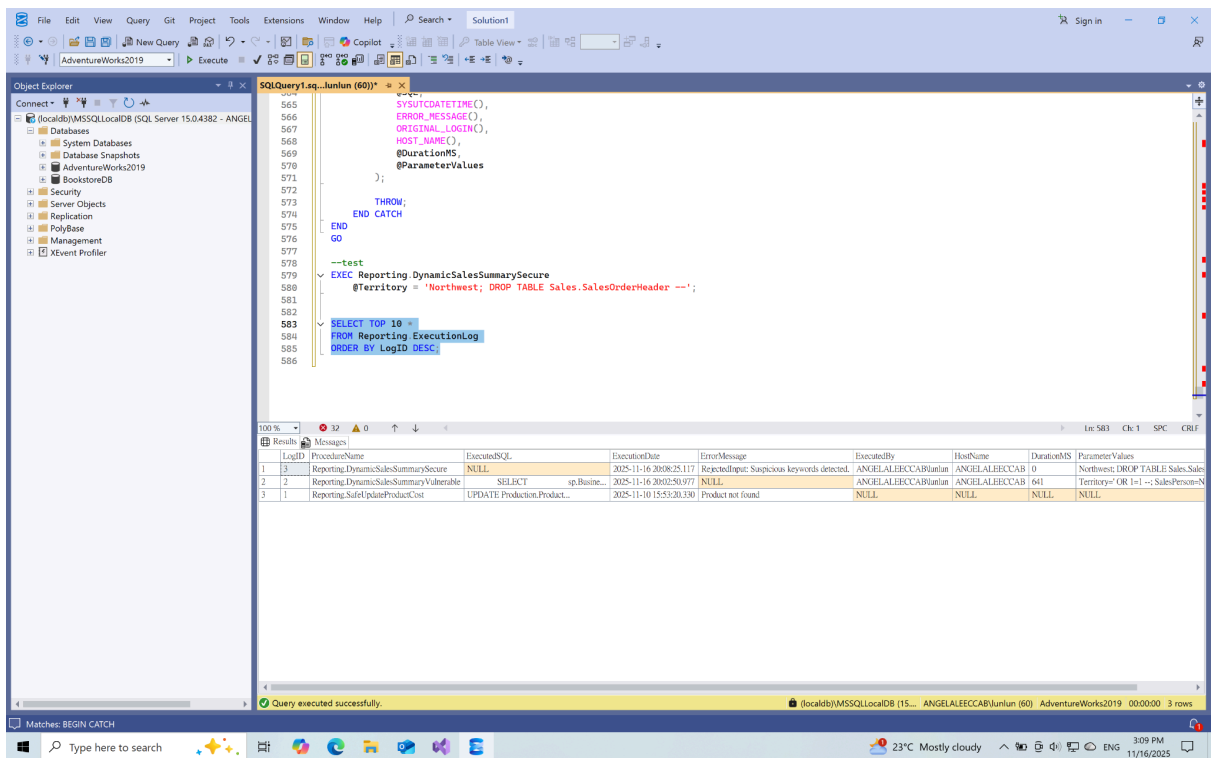 File Edit View Query Git Project Tools Extensions Window Help Search Solution1 Sign in
New Query Copilot Table View
AdventureWorks2019 Execute
Object Explorer
Connect
(localdb)\MSSQLLocalDB (SQL Server 15.0.4382 - ANGEL
Databases
System Databases
Database Snapshots
AdventureWorks2019
BookstoreDB
Security
Server Objects
Replication
PolyBase
Management
XEvent Profiler
SQLQuery1.sq...lunlun (60))*
564 @SQL,
565 SYSUTCDATETIME(),
566 ERROR_MESSAGE(),
567 ORIGINAL_LOGIN(),
568 HOST_NAME(),
569 @DurationMS,
570 @ParameterValues
571 );
572
573 THROW;
574 END CATCH
575 END
576 GO
577
578 --test
579 EXEC Reporting.DynamicSalesSummarySecure
580 @Territory = 'Northwest; DROP TABLE Sales.SalesOrderHeader --';
581
582
583 SELECT TOP 10 *
584 FROM Reporting.ExecutionLog
585 ORDER BY LogID DESC;
586
100 % 32 0 Ln: 583 Ch: 1 SPC CRLF
Results Messages
LogID ProcedureName ExecutedSQL ExecutionDate ErrorMessage ExecutedBy HostName DurationMS ParameterValues
1 3 Reporting.DynamicSalesSummarySecure NULL 2025-11-16 20:08:25.117 RejectedInput: Suspicious keywords detected. ANGELALEECCAB\lunlun ANGELALEECCAB 0 Northwest; DROP TABLE Sales.Sales
2 2 Reporting.DynamicSalesSummaryVulnerable SELECT sp.Busine... 2025-11-16 20:02:50.977 NULL ANGELALEECCAB\lunlun ANGELALEECCAB 641 Territory=' OR 1=1 --; SalesPerson=N
3 1 Reporting.SafeUpdateProductCost UPDATE Production.Product... 2025-11-10 15:53:20.330 Product not found NULL NULL NULL NULL
Query executed successfully. (localdb)\MSSQLLocalDB (15.... ANGELALEECCAB\lunlun (60) AdventureWorks2019 00:00:00 3 rows
Matches: BEGIN CATCH 1
Type here to search 23°C Mostly cloudy ENG 3:09 PM
11/16/2025